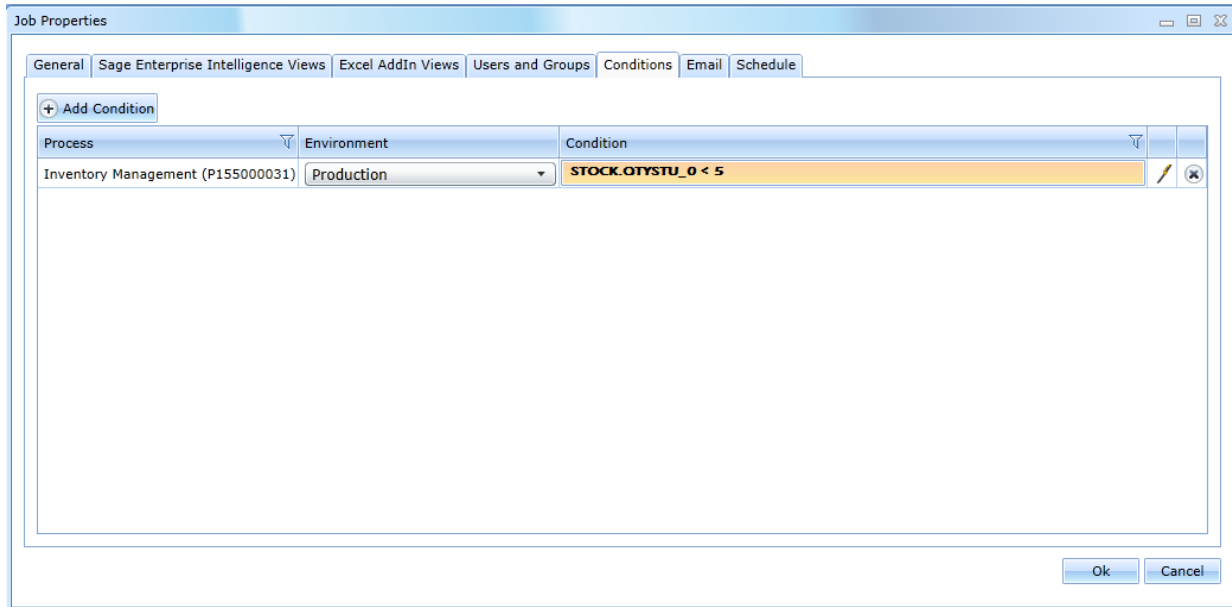 Job Properties
General Sage Enterprise Intelligence Views Excel AddIn Views Users and Groups Conditions Email Schedule
+ Add Condition
Process Environment Condition
Inventory Management (P155000031) Production STOCK.OTYSTU_0 < 5
Ok Cancel